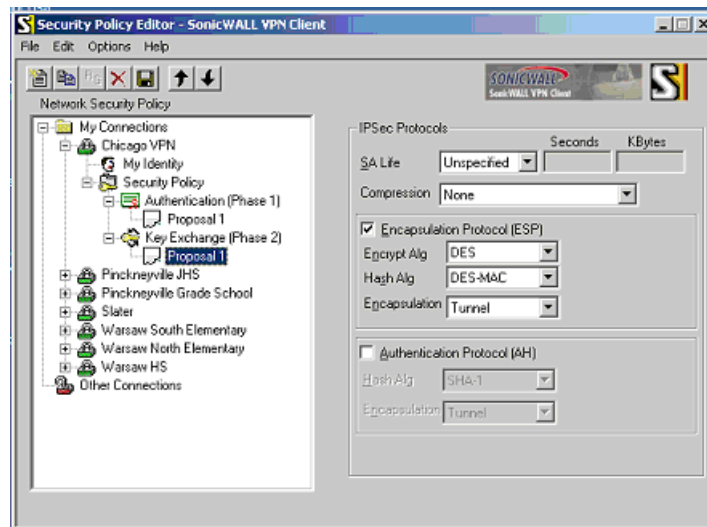 Security Policy Editor - SonicWALL VPN Client
File Edit Options Help
Network Security Policy
SONICWALL
SonicWALL VPN Client
S
My Connections
Chicago VPN
My Identity
Security Policy
Authentication (Phase 1)
Proposal 1
Key Exchange (Phase 2)
Proposal 1
Pinckneyville JHS
Pinckneyville Grade School
Slater
Warsaw South Elementary
Warsaw North Elementary
Warsaw HS
Other Connections
IPSec Protocols
Seconds KBytes
SA Life Unspecified
Compression None
Encapsulation Protocol (ESP)
Encrypt Alg DES
Hash Alg DES-MAC
Encapsulation Tunnel
Authentication Protocol (AH)
Hash Alg SHA-1
Encapsulation Tunnel